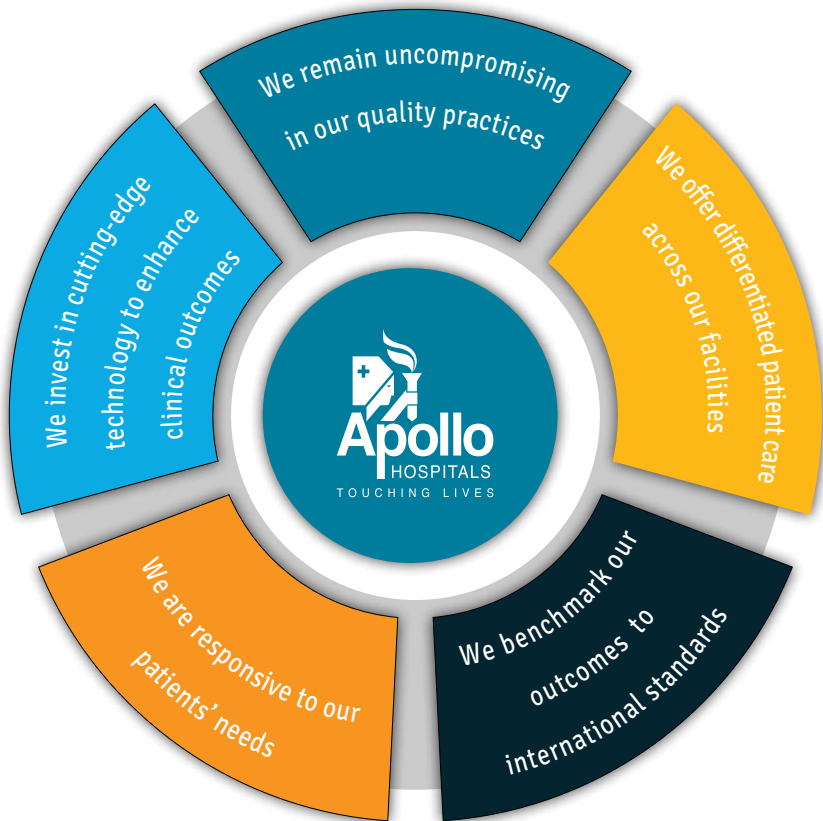 We remain uncompromising
in our quality practices
We offer differentiated patient care
across our facilities
We benchmark our
outcomes to
international standards
We are responsive to our
patients' needs
We invest in cutting-edge
technology to enhance
clinical outcomes
Apollo
HOSPITALS
TOUCHING LIVES